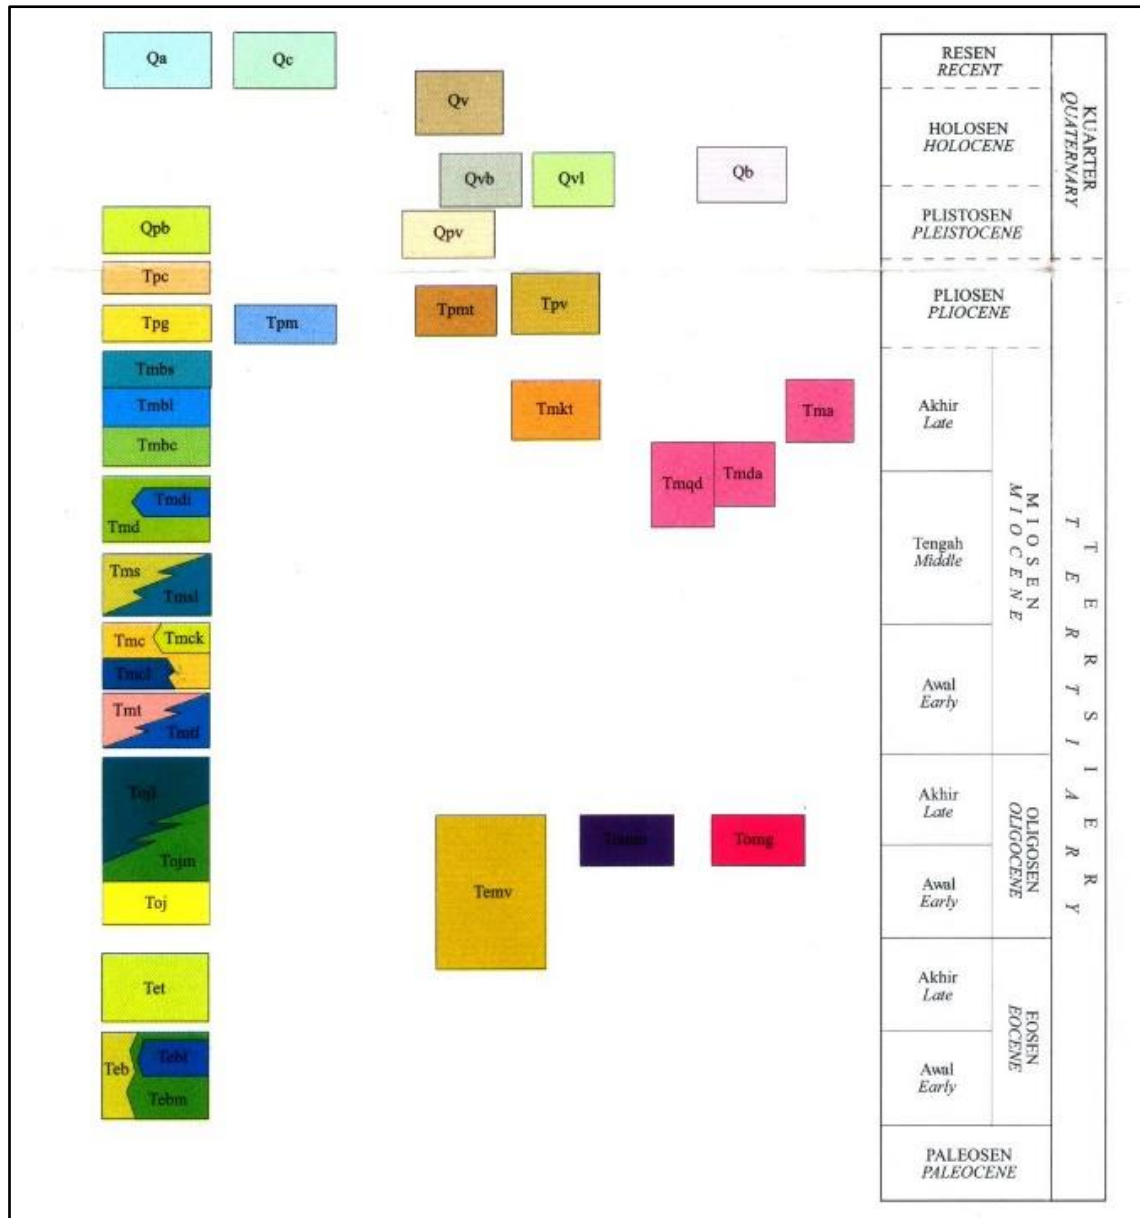 Qa
Qc
Qv
Qvb
Qvl
Qb
Qpb
Qpv
Tpc
Tpg
Tpm
Tpmt
Tpv
Tmbs
Tmbl
Tmbc
Tmkt
Tma
Tmqd
Tmda
Tmdi
Tmd
Tms
Tmsl
Tmc
Tmck
Tmcl
Tmt
Tmtl
Tojl
Tojm
Toj
Temv
Tomg
Tet
Teb
Tebl
Tebm
RESEN
RECENT
HOLOSEN
HOLOCENE
PLISTOSEN
PLEISTOCENE
KUARTER
QUATERNARY
PLIOSEN
PLIOCENE
Akhir
Late
Tengah
Middle
Awal
Early
MIOSEN
MIOCENE
Akhir
Late
Awal
Early
OLIGOSEN
OLIGOCENE
Akhir
Late
Awal
Early
EOSEN
EOCENE
PALEOSEN
PALEOCENE
TERSIER
TERTIARY